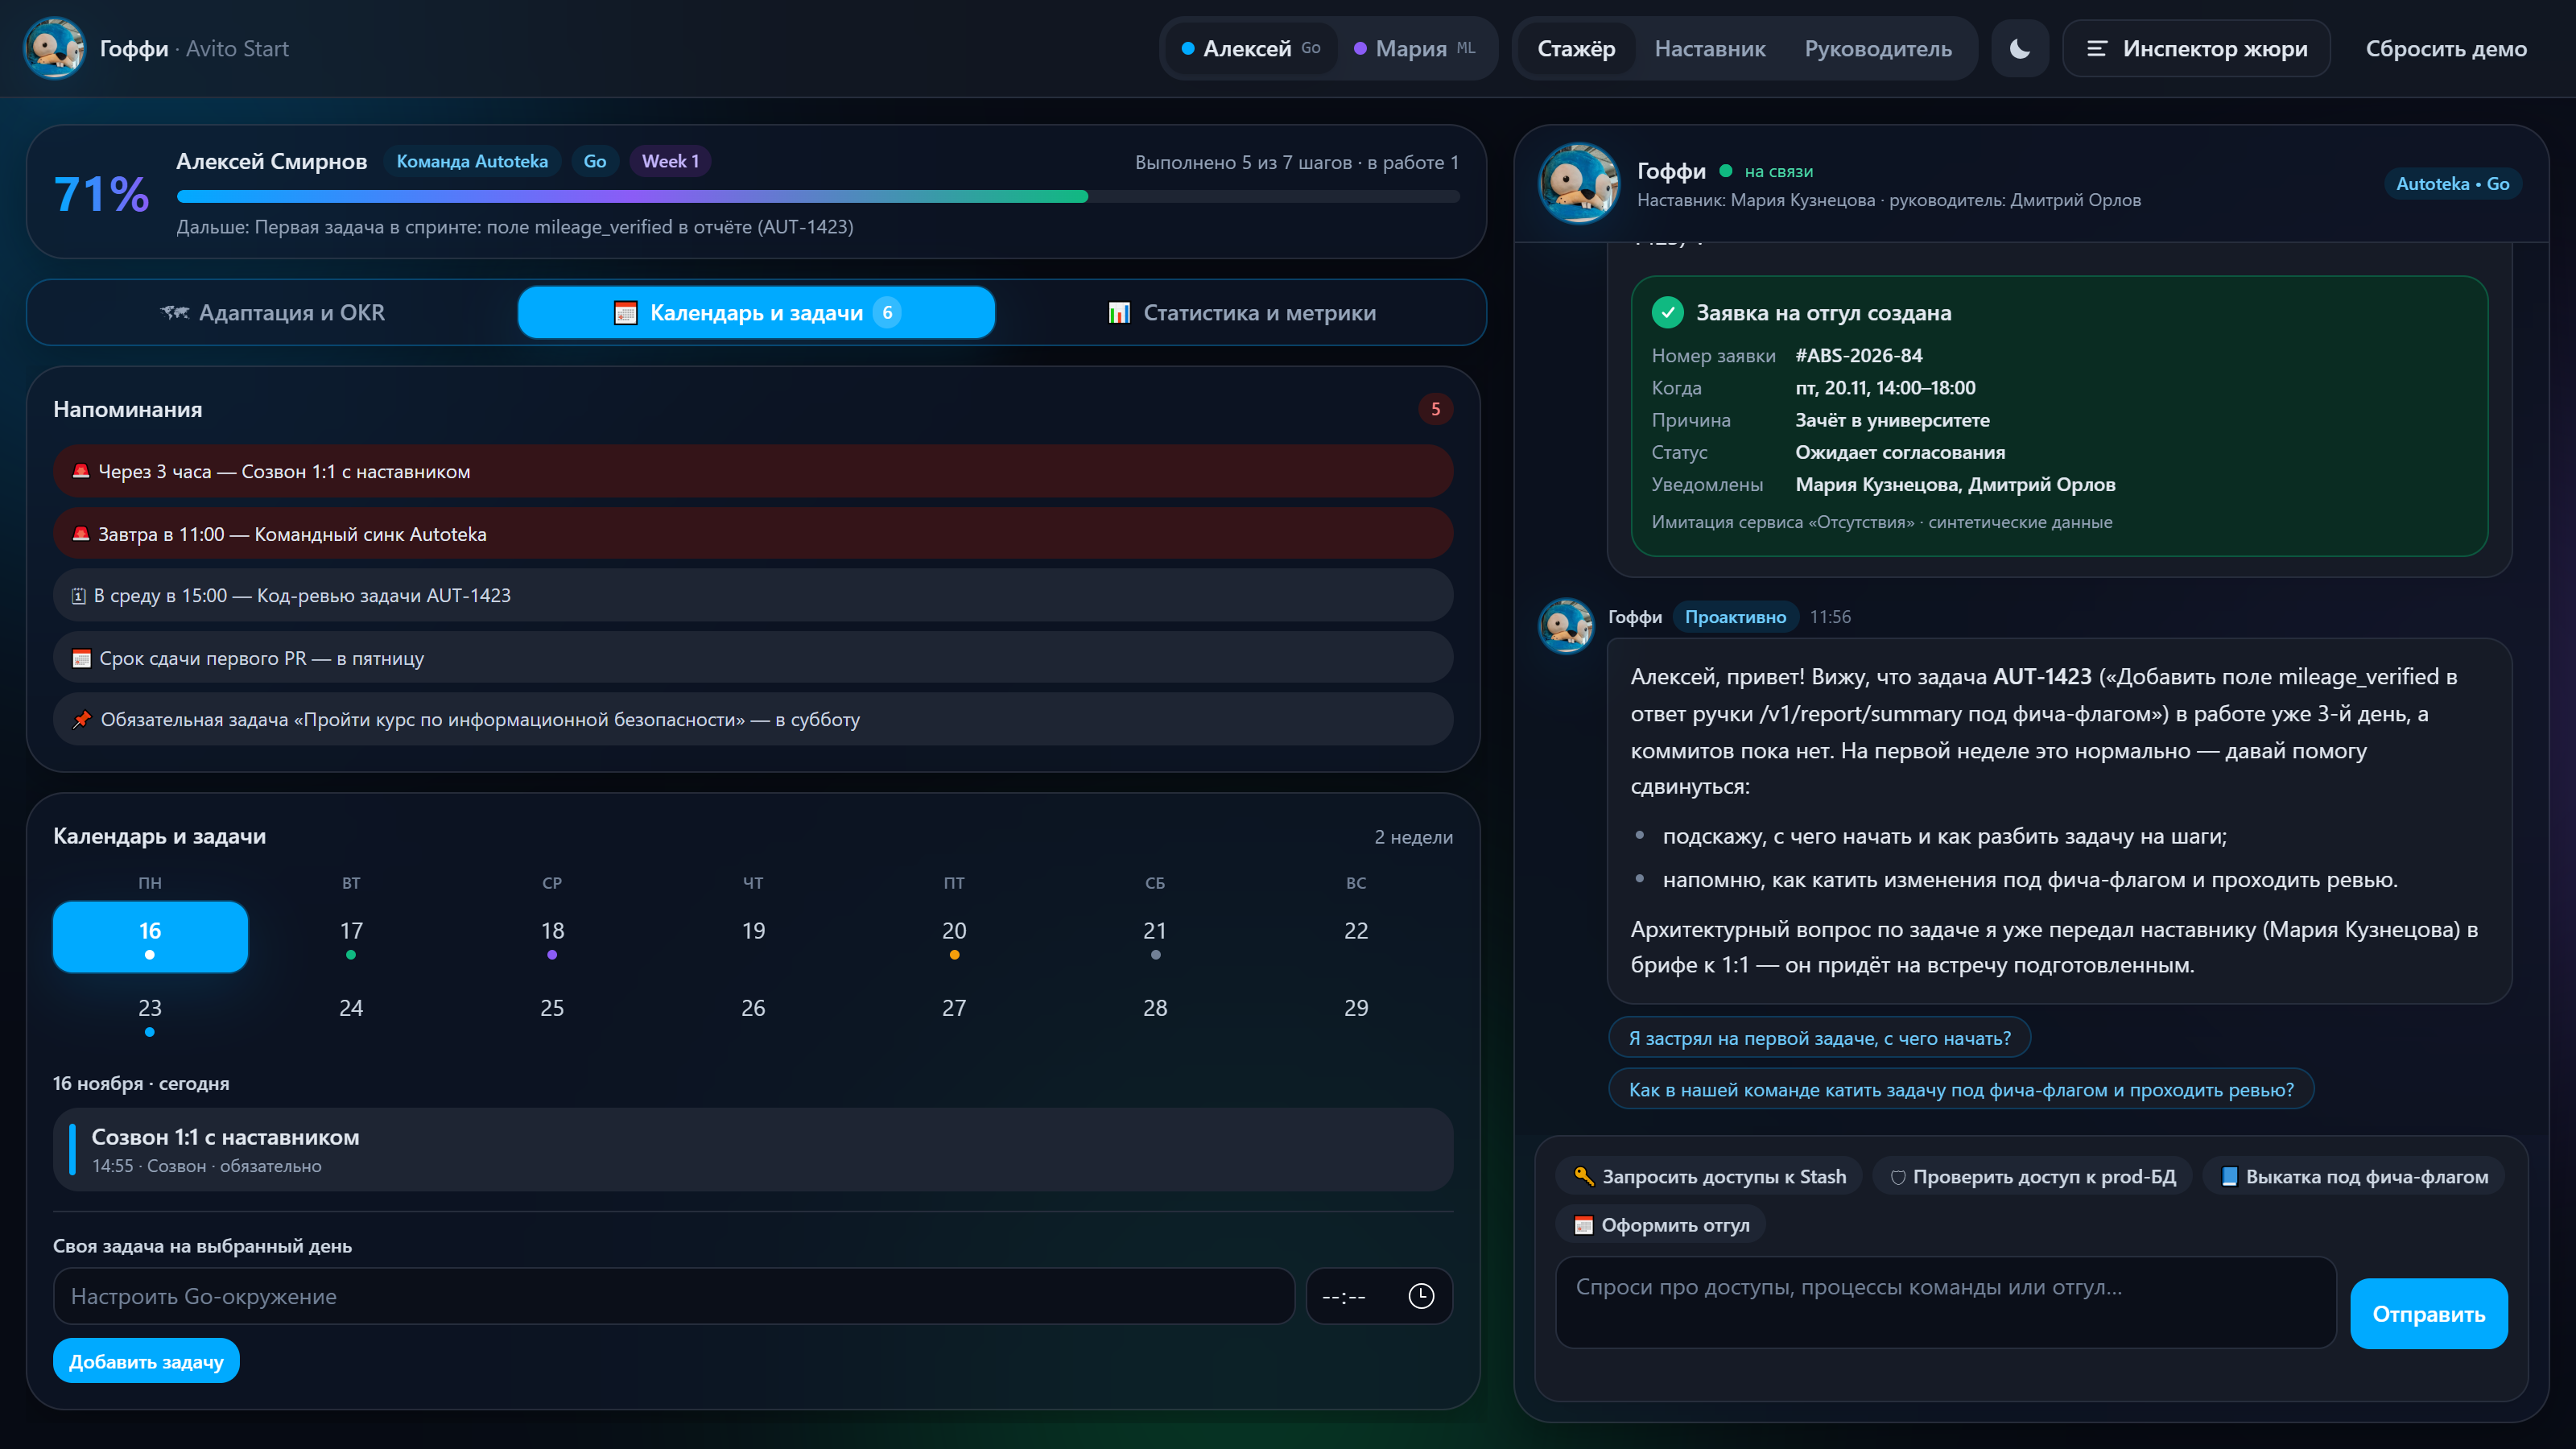 Гоффи · Avito Start
Алексей Go
Мария ML
Стажёр
Наставник
Руководитель
Инспектор жюри
Сбросить демо
71%
Алексей Смирнов
Команда Autoteka
Go
Week 1
Выполнено 5 из 7 шагов · в работе 1
Дальше: Первая задача в спринте: поле mileage_verified в отчёте (AUT-1423)
Адаптация и OKR
Календарь и задачи 6
Статистика и метрики
Напоминания
5
Через 3 часа — Созвон 1:1 с наставником
Завтра в 11:00 — Командный синк Autoteka
В среду в 15:00 — Код-ревью задачи AUT-1423
Срок сдачи первого PR — в пятницу
Обязательная задача «Пройти курс по информационной безопасности» — в субботу
Календарь и задачи
2 недели
ПН ВТ СР ЧТ ПТ СБ ВС
16 17 18 19 20 21 22
23 24 25 26 27 28 29
16 ноября · сегодня
Созвон 1:1 с наставником
14:55 · Созвон · обязательно
Своя задача на выбранный день
Настроить Go-окружение
--:--
Добавить задачу
Гоффи
на связи
Наставник: Мария Кузнецова · руководитель: Дмитрий Орлов
Autoteka • Go
Заявка на отгул создана
Номер заявки #ABS-2026-84
Когда пт, 20.11, 14:00–18:00
Причина Зачёт в университете
Статус Ожидает согласования
Уведомлены Мария Кузнецова, Дмитрий Орлов
Имитация сервиса «Отсутствия» · синтетические данные
Гоффи Проактивно 11:56
Алексей, привет! Вижу, что задача AUT-1423 («Добавить поле mileage_verified в
ответ ручки /v1/report/summary под фича-флагом») в работе уже 3-й день, а
коммитов пока нет. На первой неделе это нормально — давай помогу
сдвинуться:
• подскажу, с чего начать и как разбить задачу на шаги;
• напомню, как катить изменения под фича-флагом и проходить ревью.
Архитектурный вопрос по задаче я уже передал наставнику (Мария Кузнецова) в
брифе к 1:1 — он придёт на встречу подготовленным.
Я застрял на первой задаче, с чего начать?
Как в нашей команде катить задачу под фича-флагом и проходить ревью?
Запросить доступы к Stash
Проверить доступ к prod-БД
Выкатка под фича-флагом
Оформить отгул
Спроси про доступы, процессы команды или отгул...
Отправить